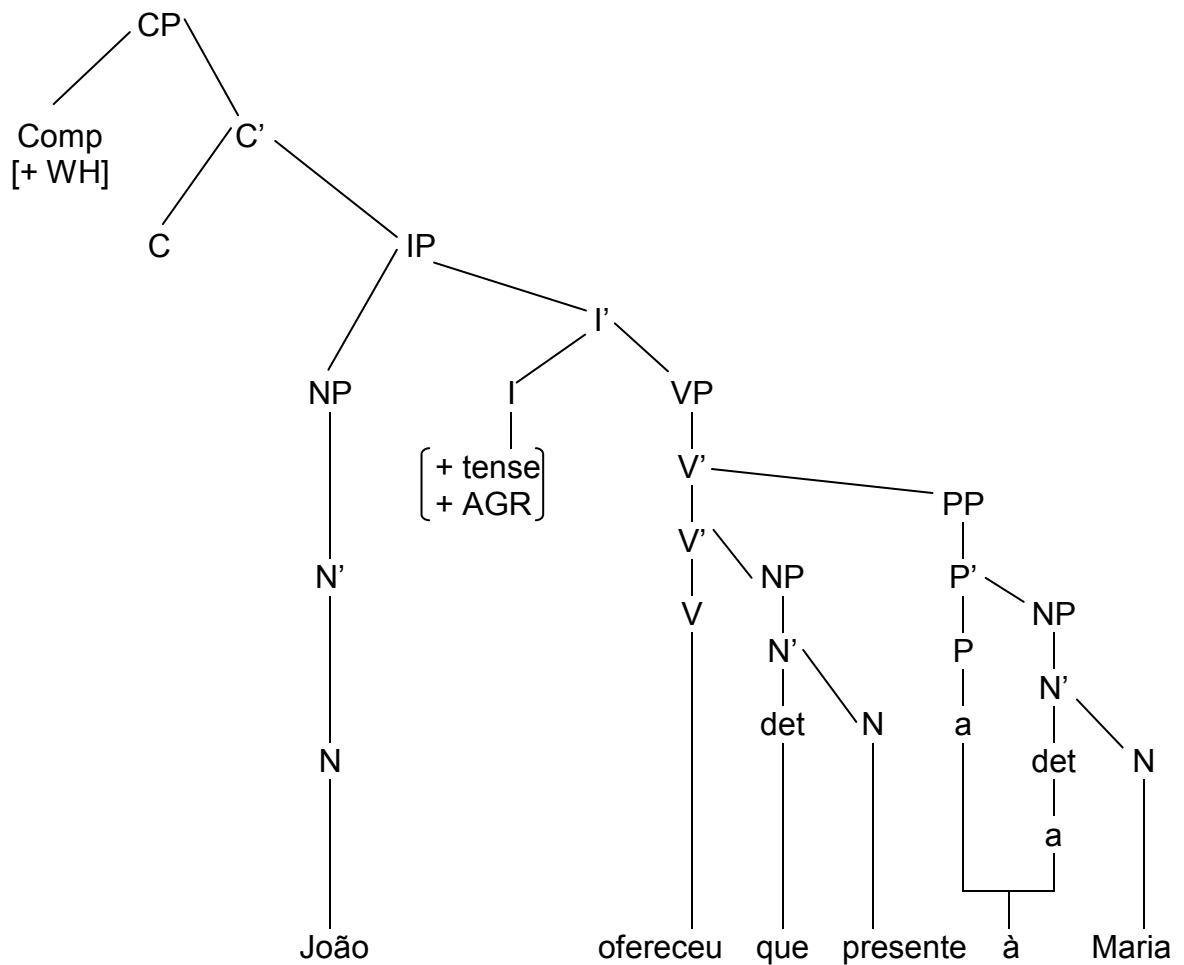 CP
Comp
[+ WH]
C’
C
IP
I’
NP
I
VP
+ tense
+ AGR
V’
PP
V’
N’
NP
P’
V
NP
N’
P
N’
det
N
a
N
det
N
a
João
ofereceu
que
presente
à
Maria